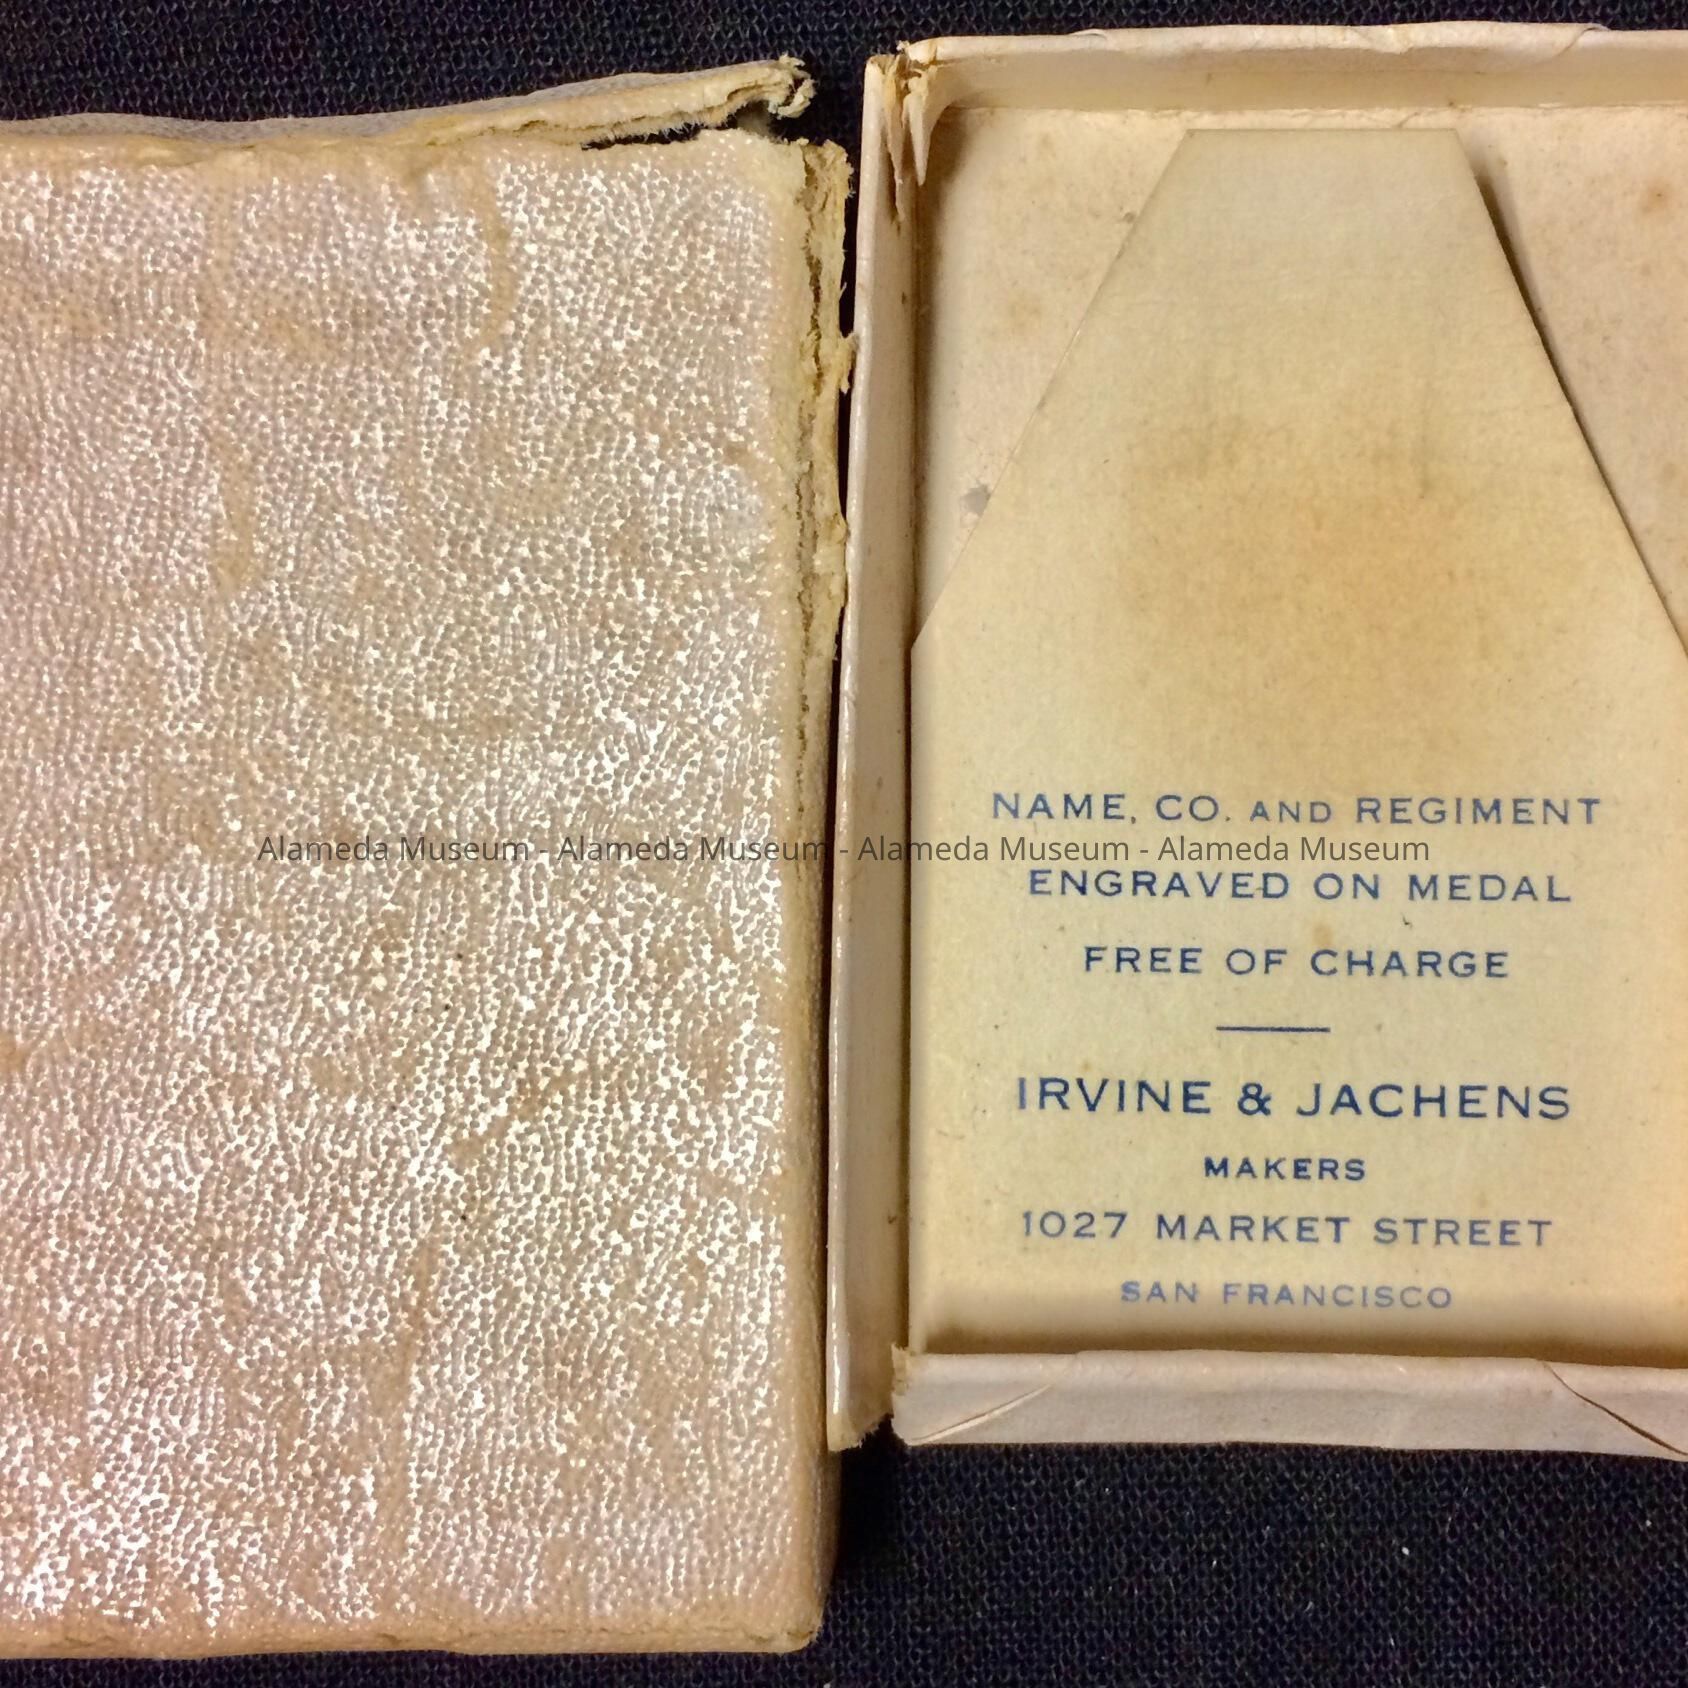 NAME, CO. AND REGIMENT
Alameda Museum - Alameda Museum - Alameda Museum - Alameda Museum
ENGRAVED ON MEDAL
FREE OF CHARGE
IRVINE & JACHENS
MAKERS
1027 MARKET STREET
SAN FRANCISCO